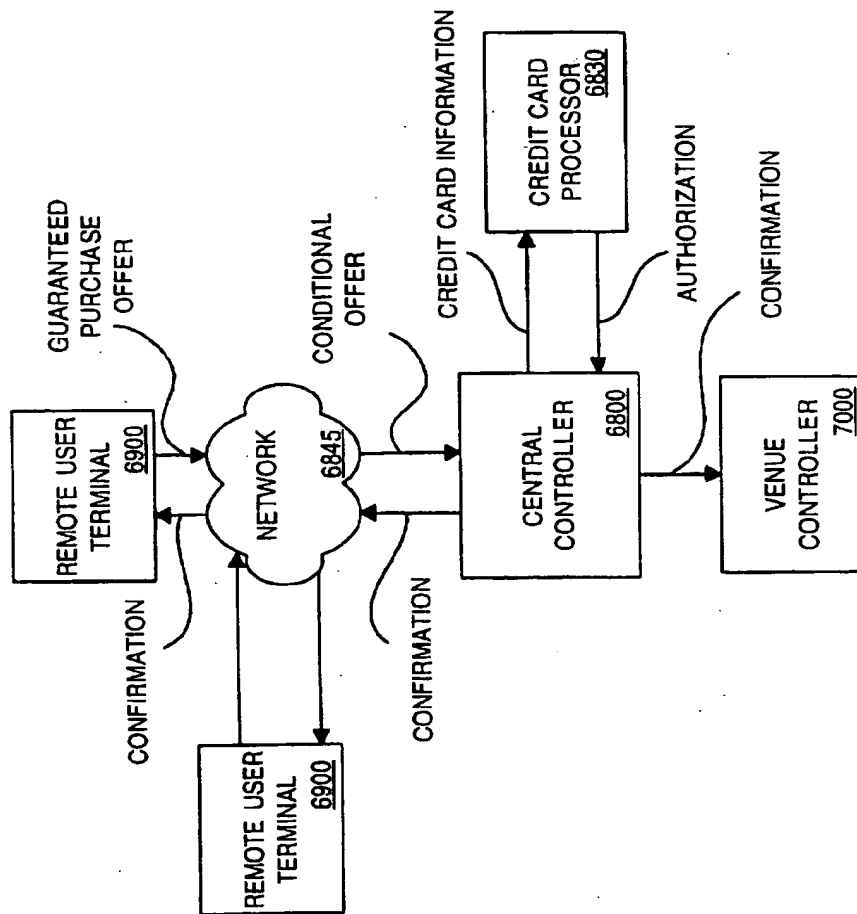 REMOTE USER
TERMINAL
6900
GUARANTEED
PURCHASE
OFFER
CONFIRMATION
REMOTE USER
TERMINAL
6900
NETWORK
6845
CONDITIONAL
OFFER
CONFIRMATION
CREDIT CARD INFORMATION
CENTRAL
CONTROLLER
6800
CREDIT CARD
PROCESSOR
6830
AUTHORIZATION
CONFIRMATION
VENUE
CONTROLLER
7000